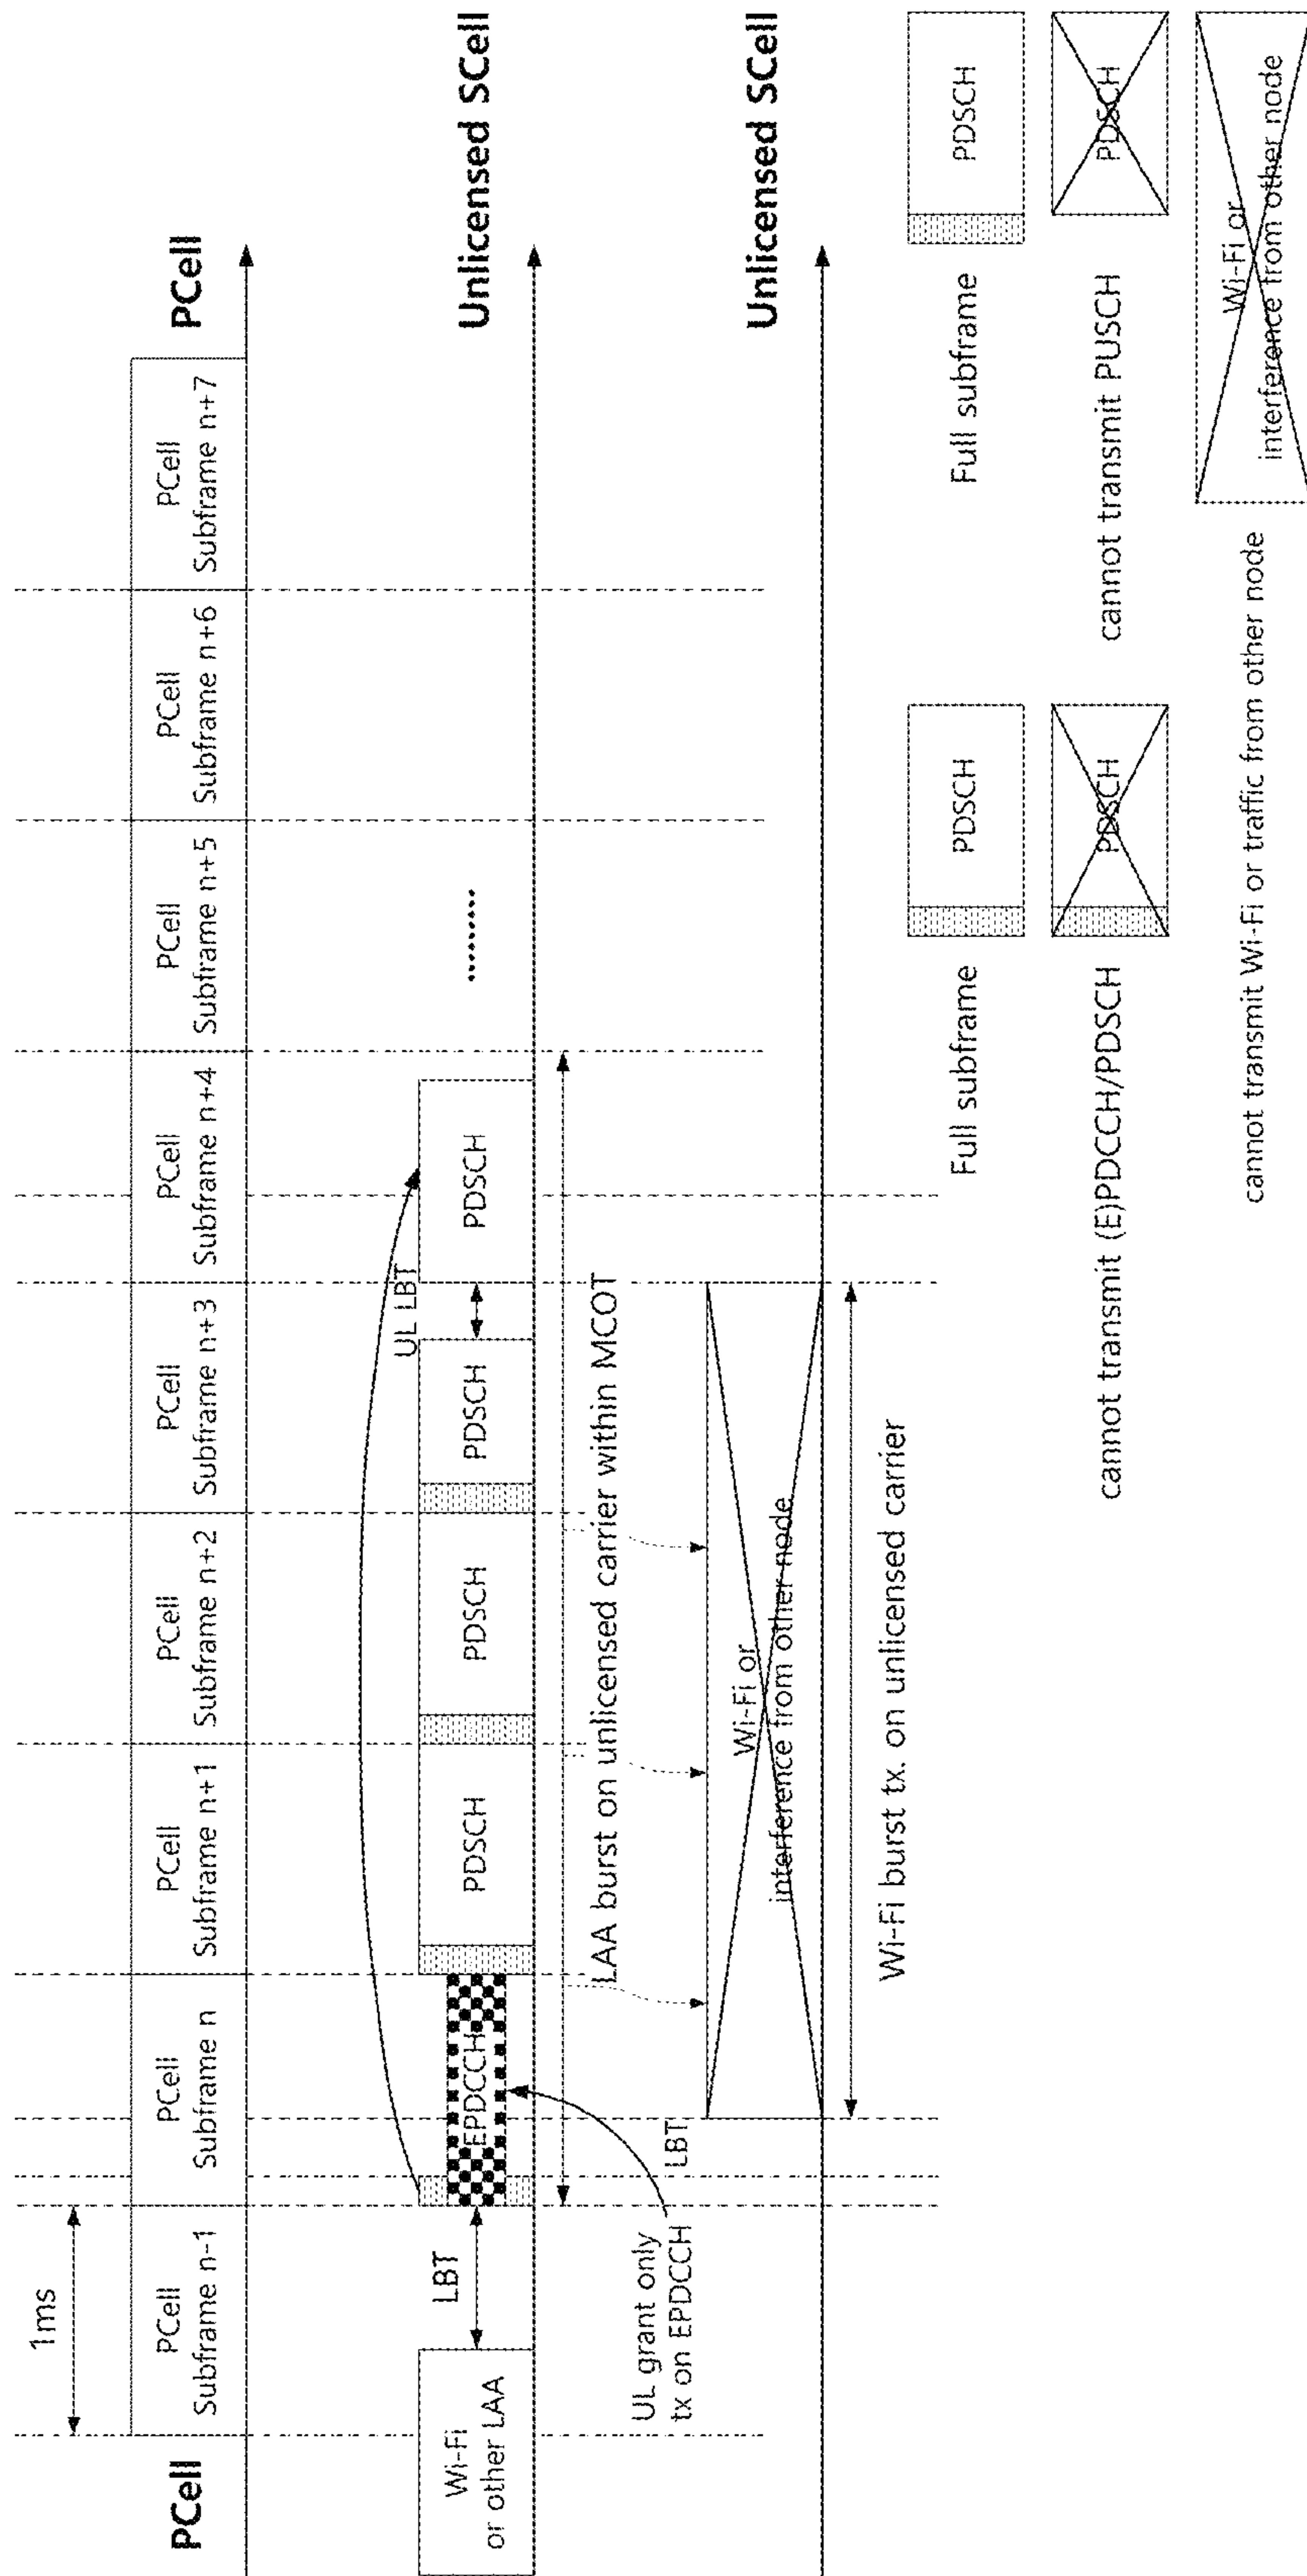 1ms
PCell
PCell
Subframe n-1
PCell
Subframe n
PCell
Subframe n+1
PCell
Subframe n+2
PCell
Subframe n+3
PCell
Subframe n+4
PCell
Subframe n+5
PCell
Subframe n+6
PCell
Subframe n+7
PCell
Wi-Fi
or other LAA
LBT
EPDCCH
PDSCH
PDSCH
PDSCH
UL LBT
PDSCH
.........
Unlicensed SCell
LAA burst on unlicensed carrier within MCOT
UL grant only
tx on EPDCCH
LBT
Wi-Fi or
interference from other node
Unlicensed SCell
Wi-Fi burst tx. on unlicensed carrier
Full subframe
PDSCH
Full subframe
PDSCH
cannot transmit (E)PDCCH/PDSCH
PDSCH
cannot transmit PUSCH
PDSCH
cannot transmit Wi-Fi or traffic from other node
Wi-Fi or
interference from other node